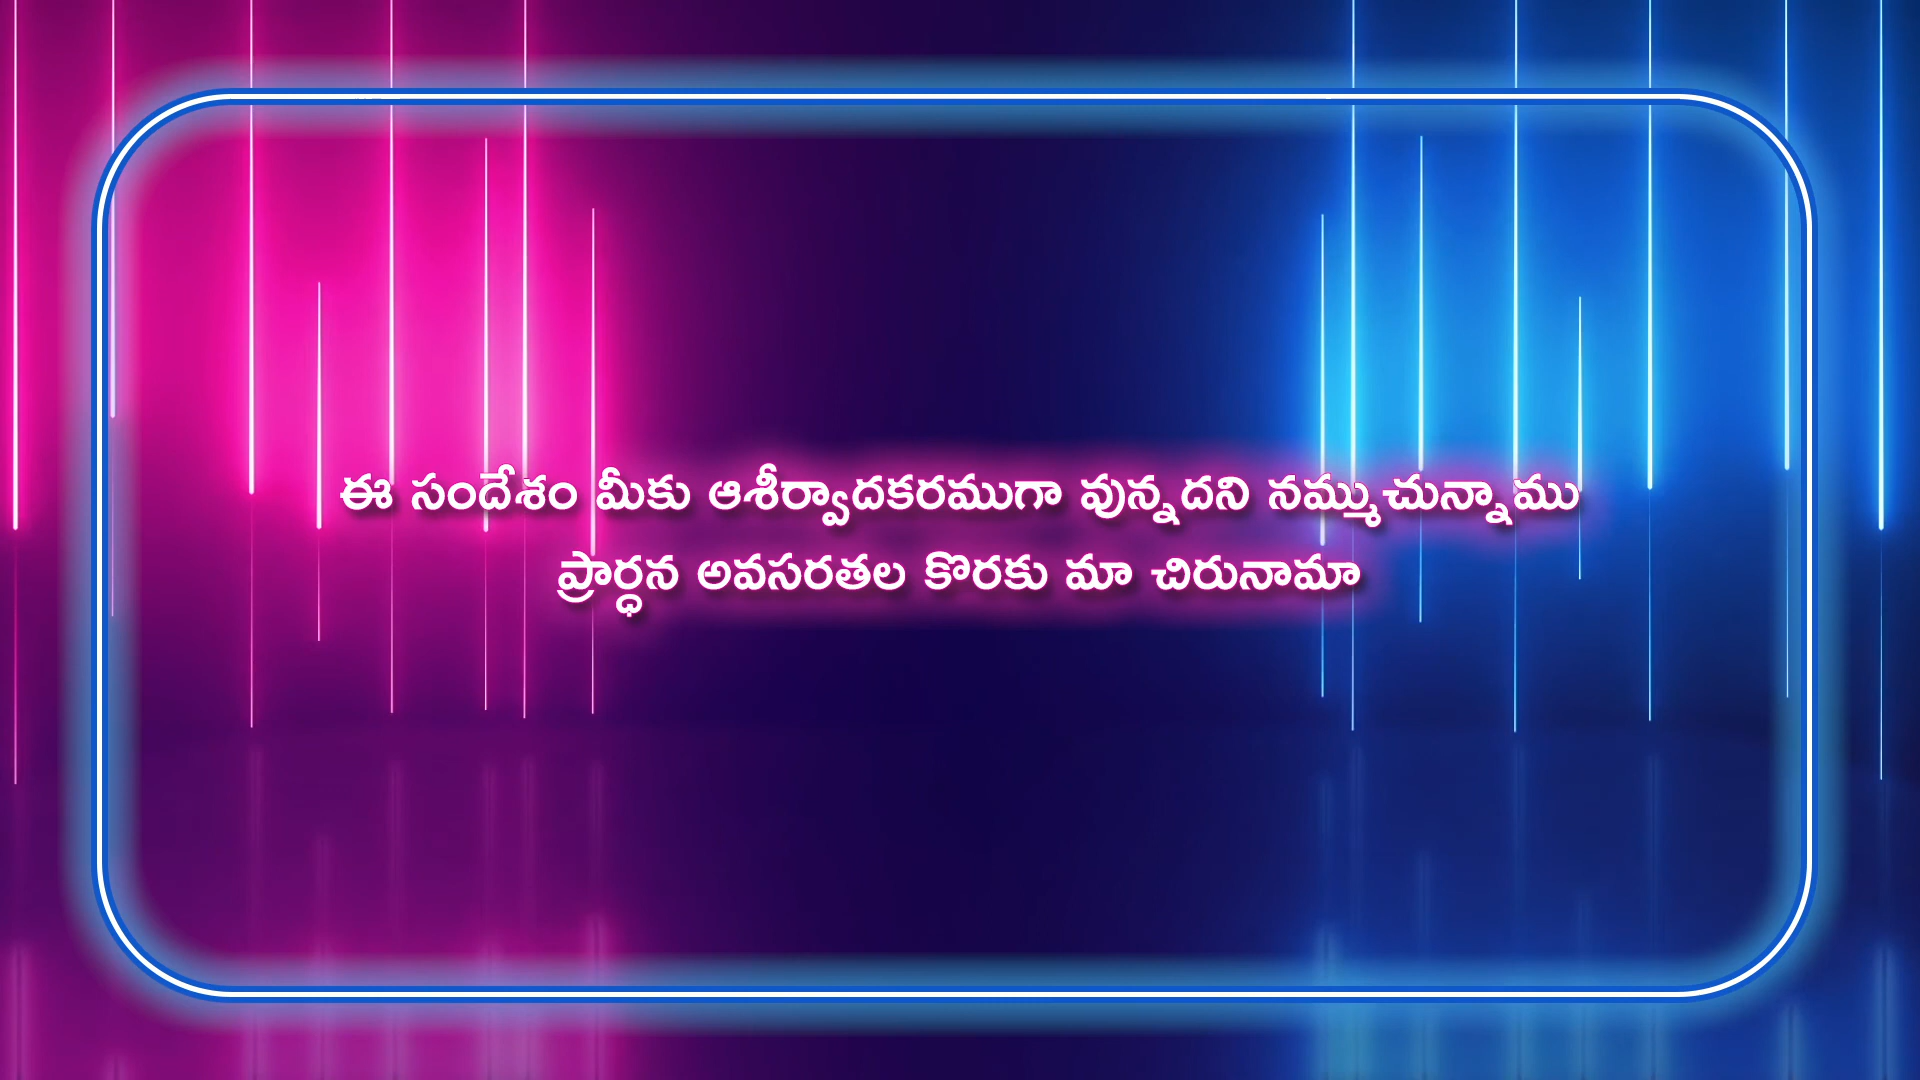 ఈ సందేశం మీకు ఆశీర్వాదకరముగా వున్నదని నమ్ముచున్నాము
ప్రార్ధన అవసరతల కొరకు మా చిరునామా